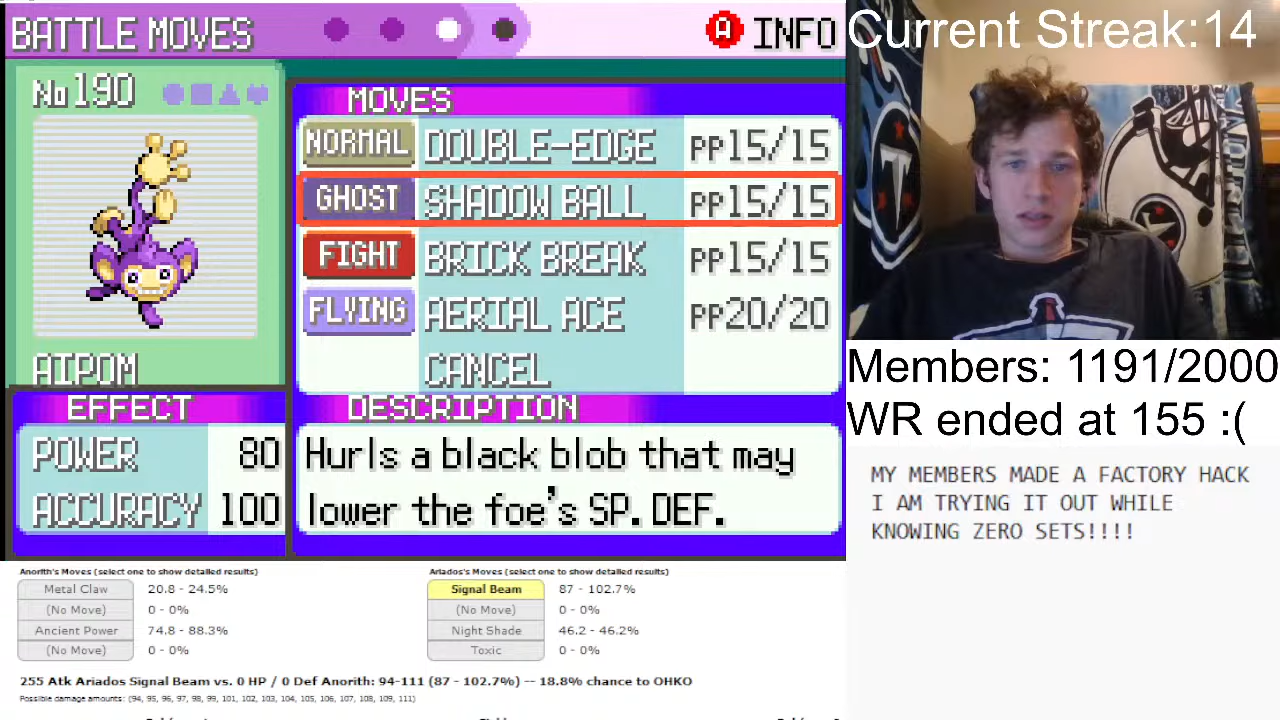 BATTLE MOVES
A INFO
Current Streak:14
No190
MOVES
NORMAL DOUBLE-EDGE PP15/15
GHOST SHADOW BALL PP15/15
FIGHT BRICK BREAK PP15/15
FLYING AERIAL ACE PP20/20
CANCEL
AIPOM
EFFECT
POWER 80
ACCURACY 100
DESCRIPTION
Hurls a black blob that may
lower the foe's SP. DEF.
Members: 1191/2000
WR ended at 155 :(
MY MEMBERS MADE A FACTORY HACK
I AM TRYING IT OUT WHILE
KNOWING ZERO SETS!!!!
Anorith's Moves (select one to show detailed results)
Metal Claw 20.8 - 24.5%
(No Move) 0 - 0%
Ancient Power 74.8 - 88.3%
(No Move) 0 - 0%
Ariados's Moves (select one to show detailed results)
Signal Beam 87 - 102.7%
(No Move) 0 - 0%
Night Shade 46.2 - 46.2%
Toxic 0 - 0%
255 Atk Ariados Signal Beam vs. 0 HP / 0 Def Anorith: 94-111 (87 - 102.7%) -- 18.8% chance to OHKO
Possible damage amounts: (94, 95, 96, 97, 98, 99, 101, 102, 103, 104, 105, 106, 107, 108, 109, 111)